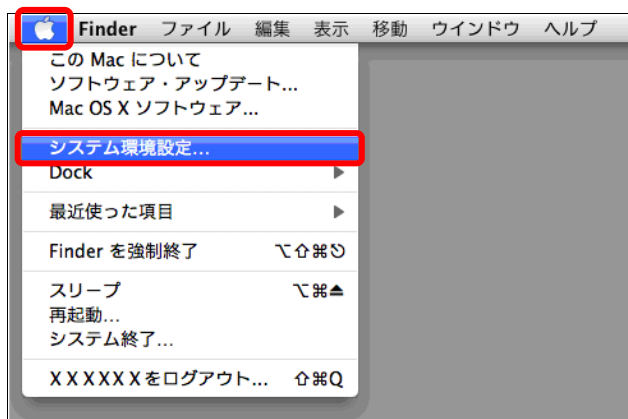 Finder ファイル 編集 表示 移動 ウインドウ ヘルプ
この Mac について
ソフトウェア・アップデート...
Mac OS X ソフトウェア...
システム環境設定...
Dock ▶
最近使った項目 ▶
Finder を強制終了 ⌥⇧⌘⎋
スリープ ⌥⌘⏏
再起動...
システム終了...
XXXXXXをログアウト... ⇧⌘Q